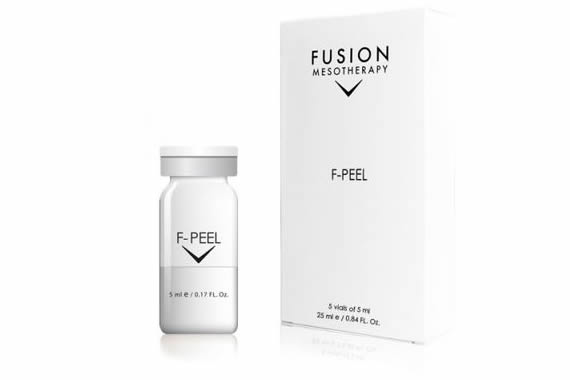 FUSION
MESOTHERAPY
F-PEEL
5 vials of 5 ml
25 ml e / 0.84 FL. Oz.
F-PEEL
5 ml e / 0.17 FL. Oz.